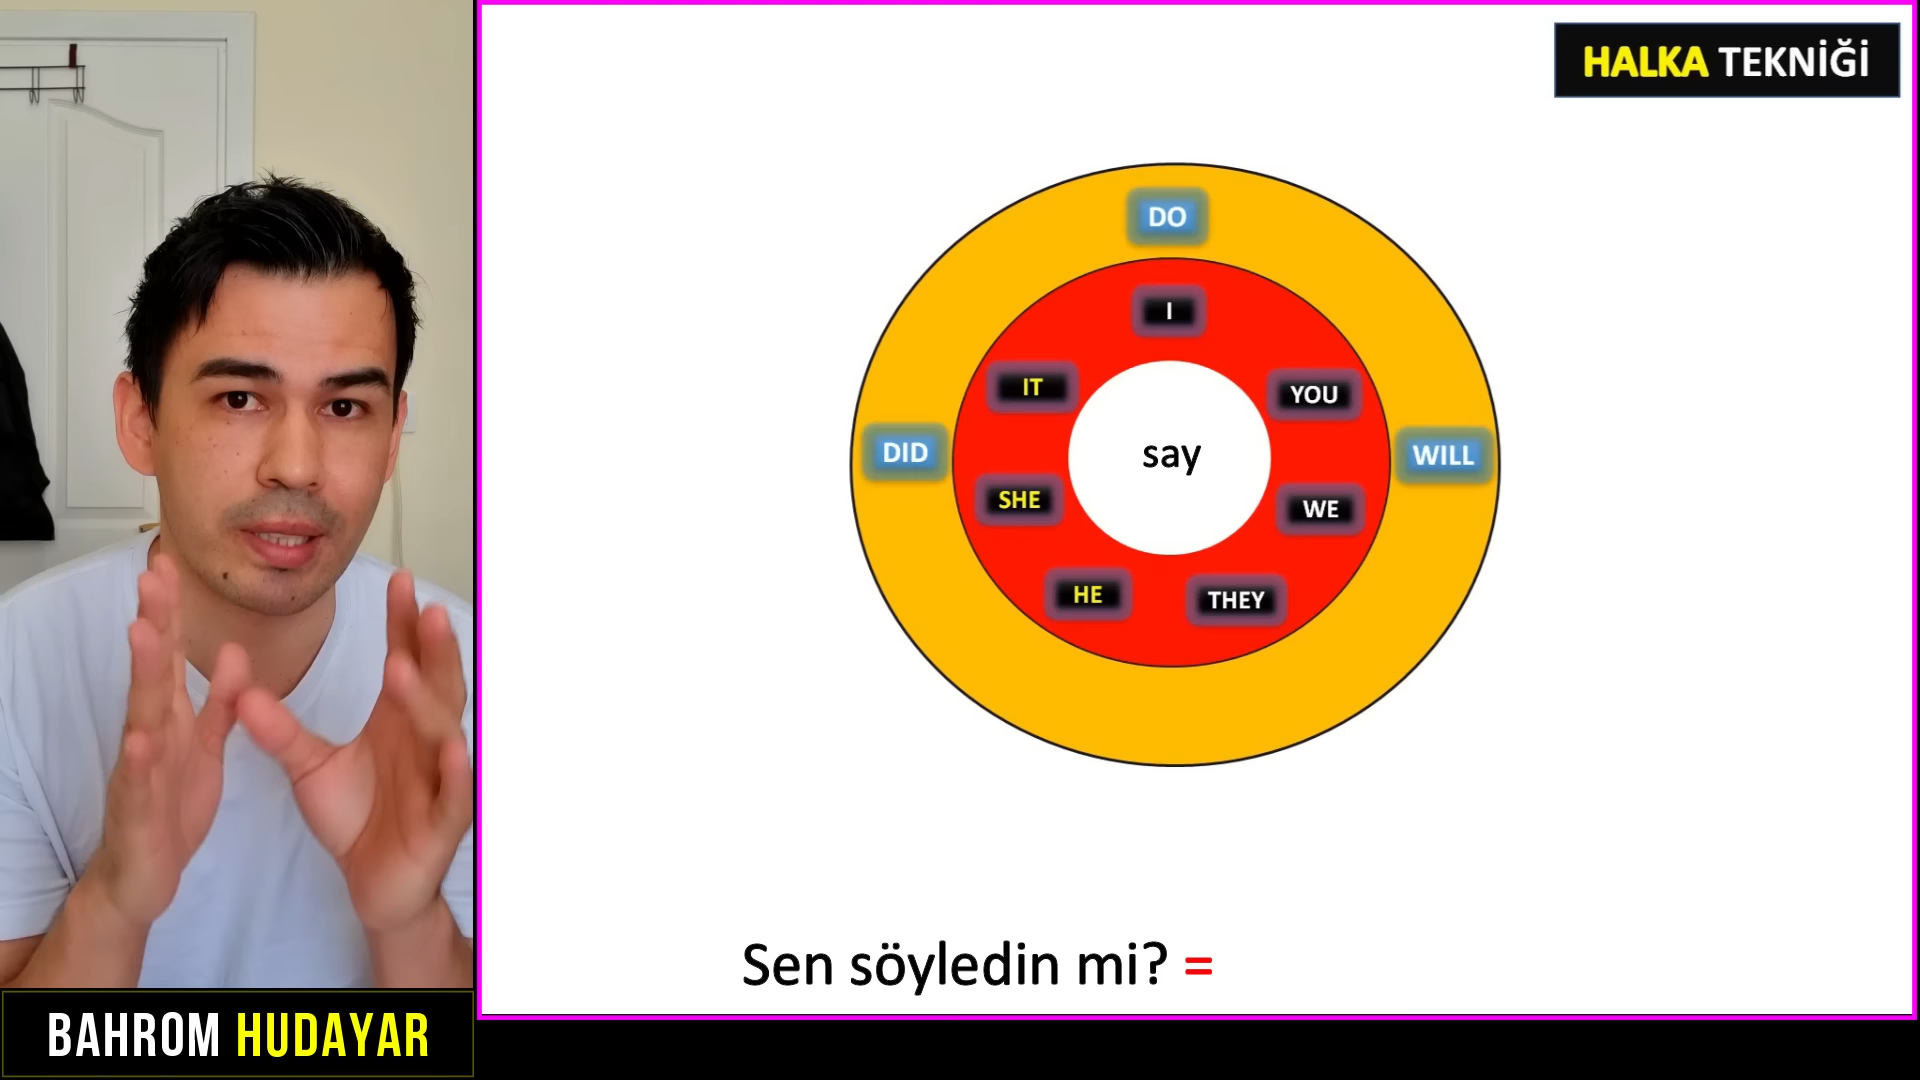 HALKA TEKNİĞİ
DO
I
IT
YOU
DID
say
WILL
SHE
WE
HE
THEY
Sen söyledin mi? =
BAHROM HUDAYAR